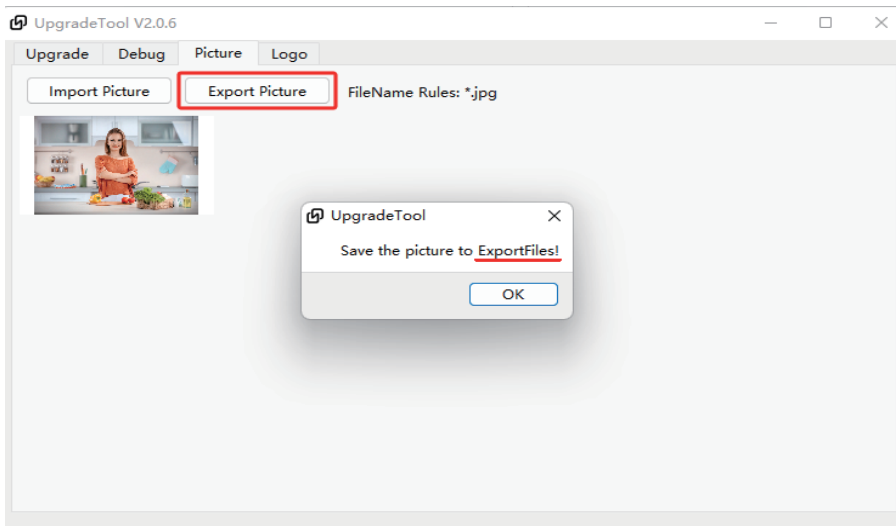 UpgradeTool V2.0.6
Upgrade Debug Picture Logo
Import Picture Export Picture FileName Rules: *.jpg
UpgradeTool
Save the picture to ExportFiles!
OK